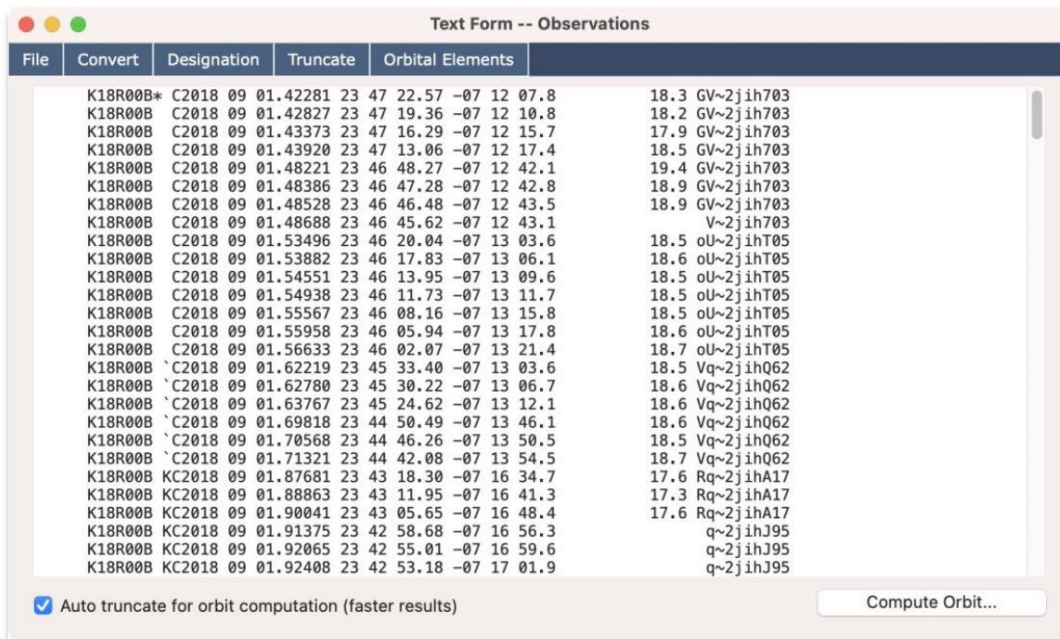 Text Form -- Observations
File Convert Designation Truncate Orbital Elements
K18R00B* C2018 09 01.42281 23 47 22.57 -07 12 07.8 18.3 GV~2jih703
K18R00B C2018 09 01.42827 23 47 19.36 -07 12 10.8 18.2 GV~2jih703
K18R00B C2018 09 01.43373 23 47 16.29 -07 12 15.7 17.9 GV~2jih703
K18R00B C2018 09 01.43920 23 47 13.06 -07 12 17.4 18.5 GV~2jih703
K18R00B C2018 09 01.48221 23 46 48.27 -07 12 42.1 19.4 GV~2jih703
K18R00B C2018 09 01.48386 23 46 47.28 -07 12 42.8 18.9 GV~2jih703
K18R00B C2018 09 01.48528 23 46 46.48 -07 12 43.5 18.9 GV~2jih703
K18R00B C2018 09 01.48688 23 46 45.62 -07 12 43.1 V~2jih703
K18R00B C2018 09 01.53496 23 46 20.04 -07 13 03.6 18.5 oU~2jihT05
K18R00B C2018 09 01.53882 23 46 17.83 -07 13 06.1 18.6 oU~2jihT05
K18R00B C2018 09 01.54551 23 46 13.95 -07 13 09.6 18.5 oU~2jihT05
K18R00B C2018 09 01.54938 23 46 11.73 -07 13 11.7 18.5 oU~2jihT05
K18R00B C2018 09 01.55567 23 46 08.16 -07 13 15.8 18.5 oU~2jihT05
K18R00B C2018 09 01.55958 23 46 05.94 -07 13 17.8 18.6 oU~2jihT05
K18R00B C2018 09 01.56633 23 46 02.07 -07 13 21.4 18.7 oU~2jihT05
K18R00B `C2018 09 01.62219 23 45 33.40 -07 13 03.6 18.5 Vq~2jihQ62
K18R00B `C2018 09 01.62780 23 45 30.22 -07 13 06.7 18.6 Vq~2jihQ62
K18R00B `C2018 09 01.63767 23 45 24.62 -07 13 12.1 18.6 Vq~2jihQ62
K18R00B `C2018 09 01.69818 23 44 50.49 -07 13 46.1 18.6 Vq~2jihQ62
K18R00B `C2018 09 01.70568 23 44 46.26 -07 13 50.5 18.5 Vq~2jihQ62
K18R00B `C2018 09 01.71321 23 44 42.08 -07 13 54.5 18.7 Vq~2jihQ62
K18R00B KC2018 09 01.87681 23 43 18.30 -07 16 34.7 17.6 Rq~2jihA17
K18R00B KC2018 09 01.88863 23 43 11.95 -07 16 41.3 17.3 Rq~2jihA17
K18R00B KC2018 09 01.90041 23 43 05.65 -07 16 48.4 17.6 Rq~2jihA17
K18R00B KC2018 09 01.91375 23 42 58.68 -07 16 56.3 q~2jihJ95
K18R00B KC2018 09 01.92065 23 42 55.01 -07 16 59.6 q~2jihJ95
K18R00B KC2018 09 01.92408 23 42 53.18 -07 17 01.9 q~2jihJ95
Auto truncate for orbit computation (faster results)
Compute Orbit...